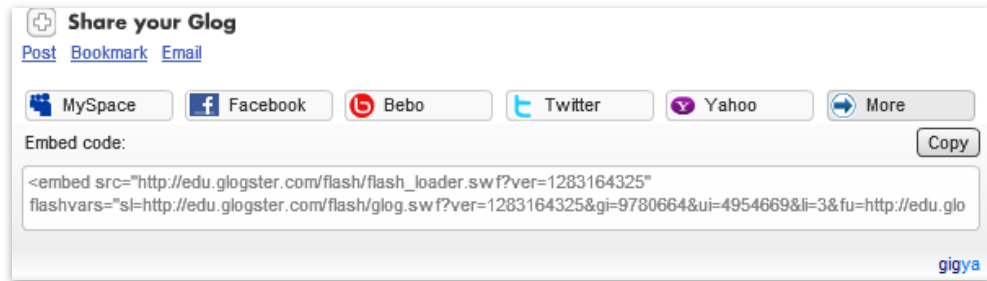 Share your Glog
Post Bookmark Email
MySpace Facebook Bebo Twitter Yahoo More
Embed code: Copy
<embed src="http://edu.glogster.com/flash/flash_loader.swf?ver=1283164325"
flashvars="sl=http://edu.glogster.com/flash/glog.swf?ver=1283164325&gi=9780664&ui=4954669&li=3&fu=http://edu.glo
gigya